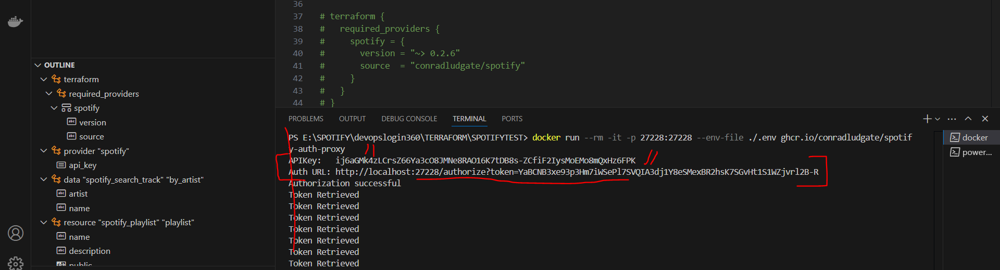 OUTLINE
terraform
required_providers
spotify
version
source
provider "spotify"
api_key
data "spotify_search_track" "by_artist"
artist
name
resource "spotify_playlist" "playlist"
name
description
public
36
37 # terraform {
38 #   required_providers {
39 #     spotify = {
40 #       version = "~> 0.2.6"
41 #       source  = "conradludgate/spotify"
42 #     }
43 #   }
44 # }
PROBLEMS OUTPUT DEBUG CONSOLE TERMINAL PORTS
PS E:\SPOTIFY\devopslogin360\TERRAFORM\SPOTIFYTEST> docker run --rm -it -p 27228:27228 --env-file ./.env ghcr.io/conradludgate/spotif
y-auth-proxy
APIKey:   ij6aGMk4zLCrsZ66Ya3cO8JMNe8RAO16K7tDB8s-ZCfiF2IysMoEMo8mQxHz6FPK
Auth URL: http://localhost:27228/authorize?token=YaBCNB3xe93p3Hm7iWSePl7SVQIA3dj1Y8eSMexBR2hsK7SGvHt1S1WZjvrl2B-R
Authorization successful
Token Retrieved
Token Retrieved
Token Retrieved
Token Retrieved
Token Retrieved
Token Retrieved
Token Retrieved
docker
power...